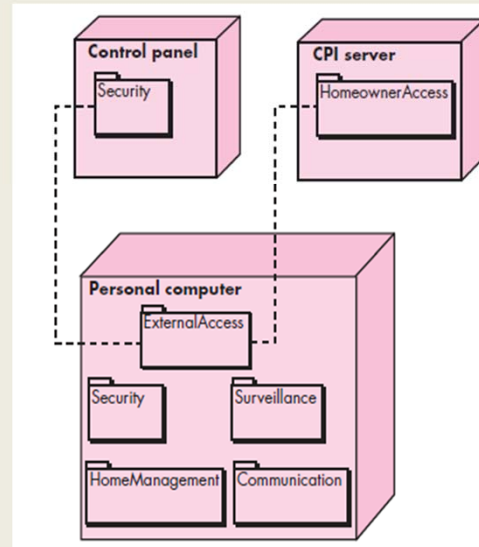 Control panel
Security
CPI server
HomeownerAccess
Personal computer
ExternalAccess
Security
Surveillance
HomeManagement
Communication